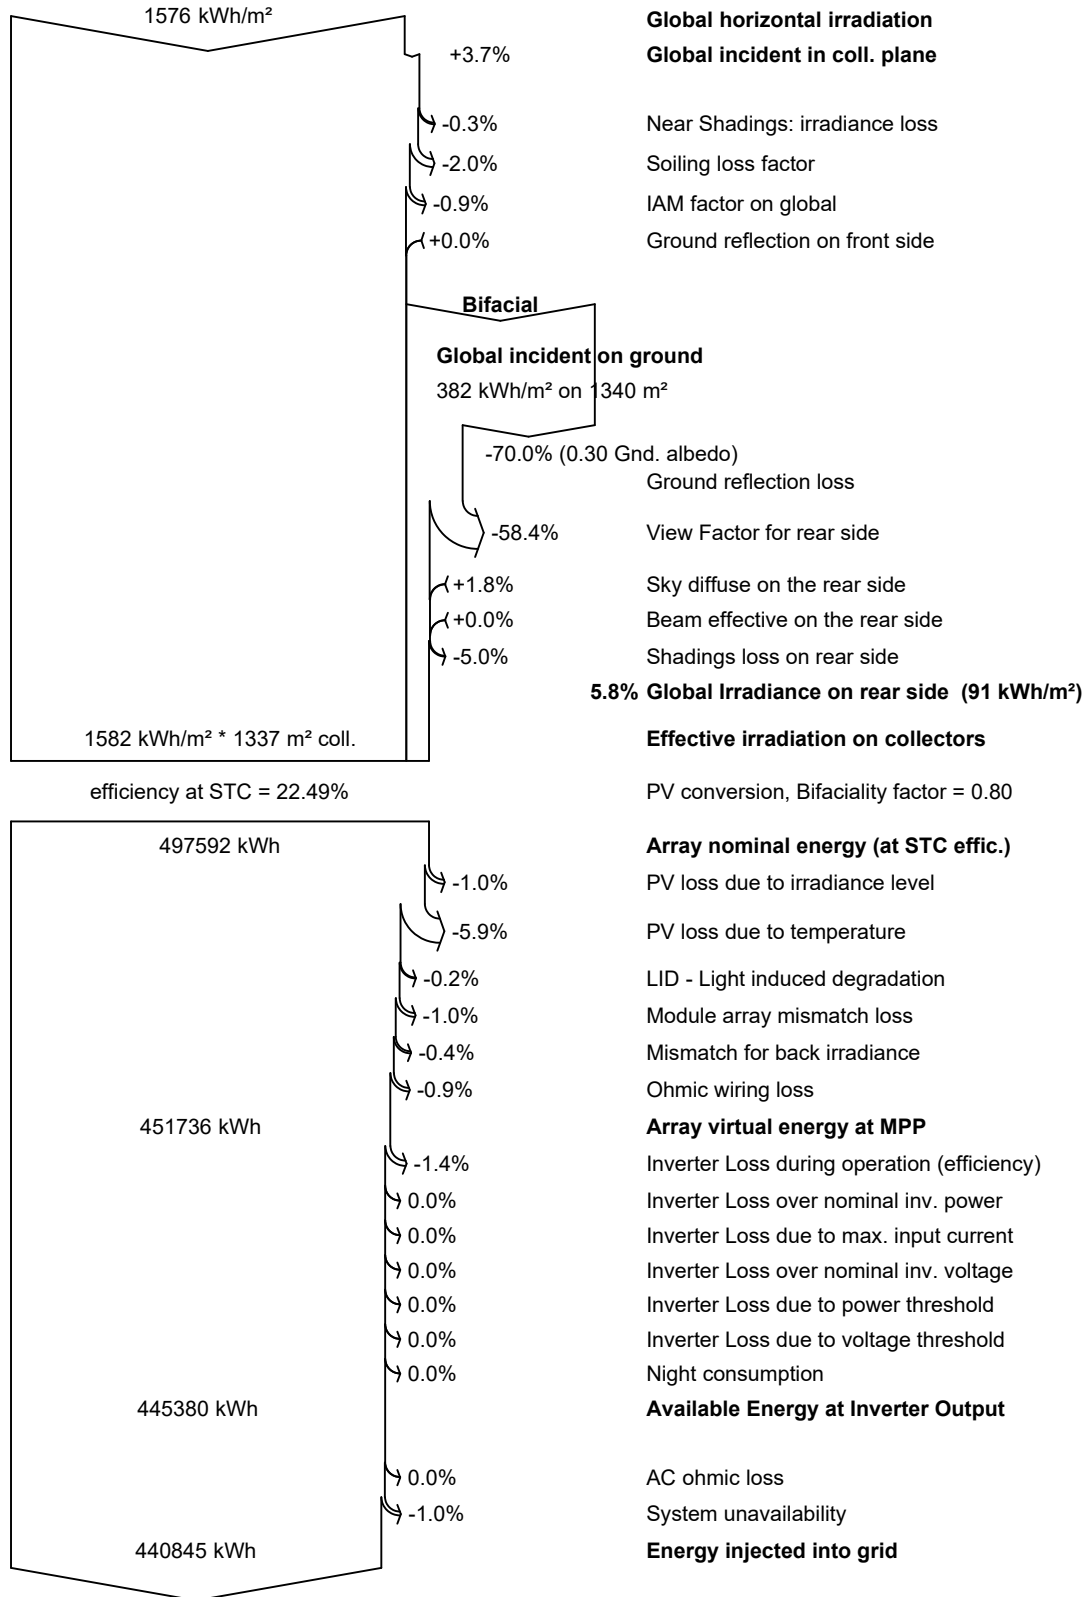 1576 kWh/m² Global horizontal irradiation
+3.7% Global incident in coll. plane
-0.3% Near Shadings: irradiance loss
-2.0% Soiling loss factor
-0.9% IAM factor on global
+0.0% Ground reflection on front side
Bifacial
Global incident on ground
382 kWh/m² on 1340 m²
-70.0% (0.30 Gnd. albedo)
Ground reflection loss
-58.4% View Factor for rear side
+1.8% Sky diffuse on the rear side
+0.0% Beam effective on the rear side
-5.0% Shadings loss on rear side
5.8% Global Irradiance on rear side (91 kWh/m²)
1582 kWh/m² * 1337 m² coll. Effective irradiation on collectors
efficiency at STC = 22.49% PV conversion, Bifaciality factor = 0.80
497592 kWh Array nominal energy (at STC effic.)
-1.0% PV loss due to irradiance level
-5.9% PV loss due to temperature
-0.2% LID - Light induced degradation
-1.0% Module array mismatch loss
-0.4% Mismatch for back irradiance
-0.9% Ohmic wiring loss
451736 kWh Array virtual energy at MPP
-1.4% Inverter Loss during operation (efficiency)
0.0% Inverter Loss over nominal inv. power
0.0% Inverter Loss due to max. input current
0.0% Inverter Loss over nominal inv. voltage
0.0% Inverter Loss due to power threshold
0.0% Inverter Loss due to voltage threshold
0.0% Night consumption
445380 kWh Available Energy at Inverter Output
0.0% AC ohmic loss
-1.0% System unavailability
440845 kWh Energy injected into grid